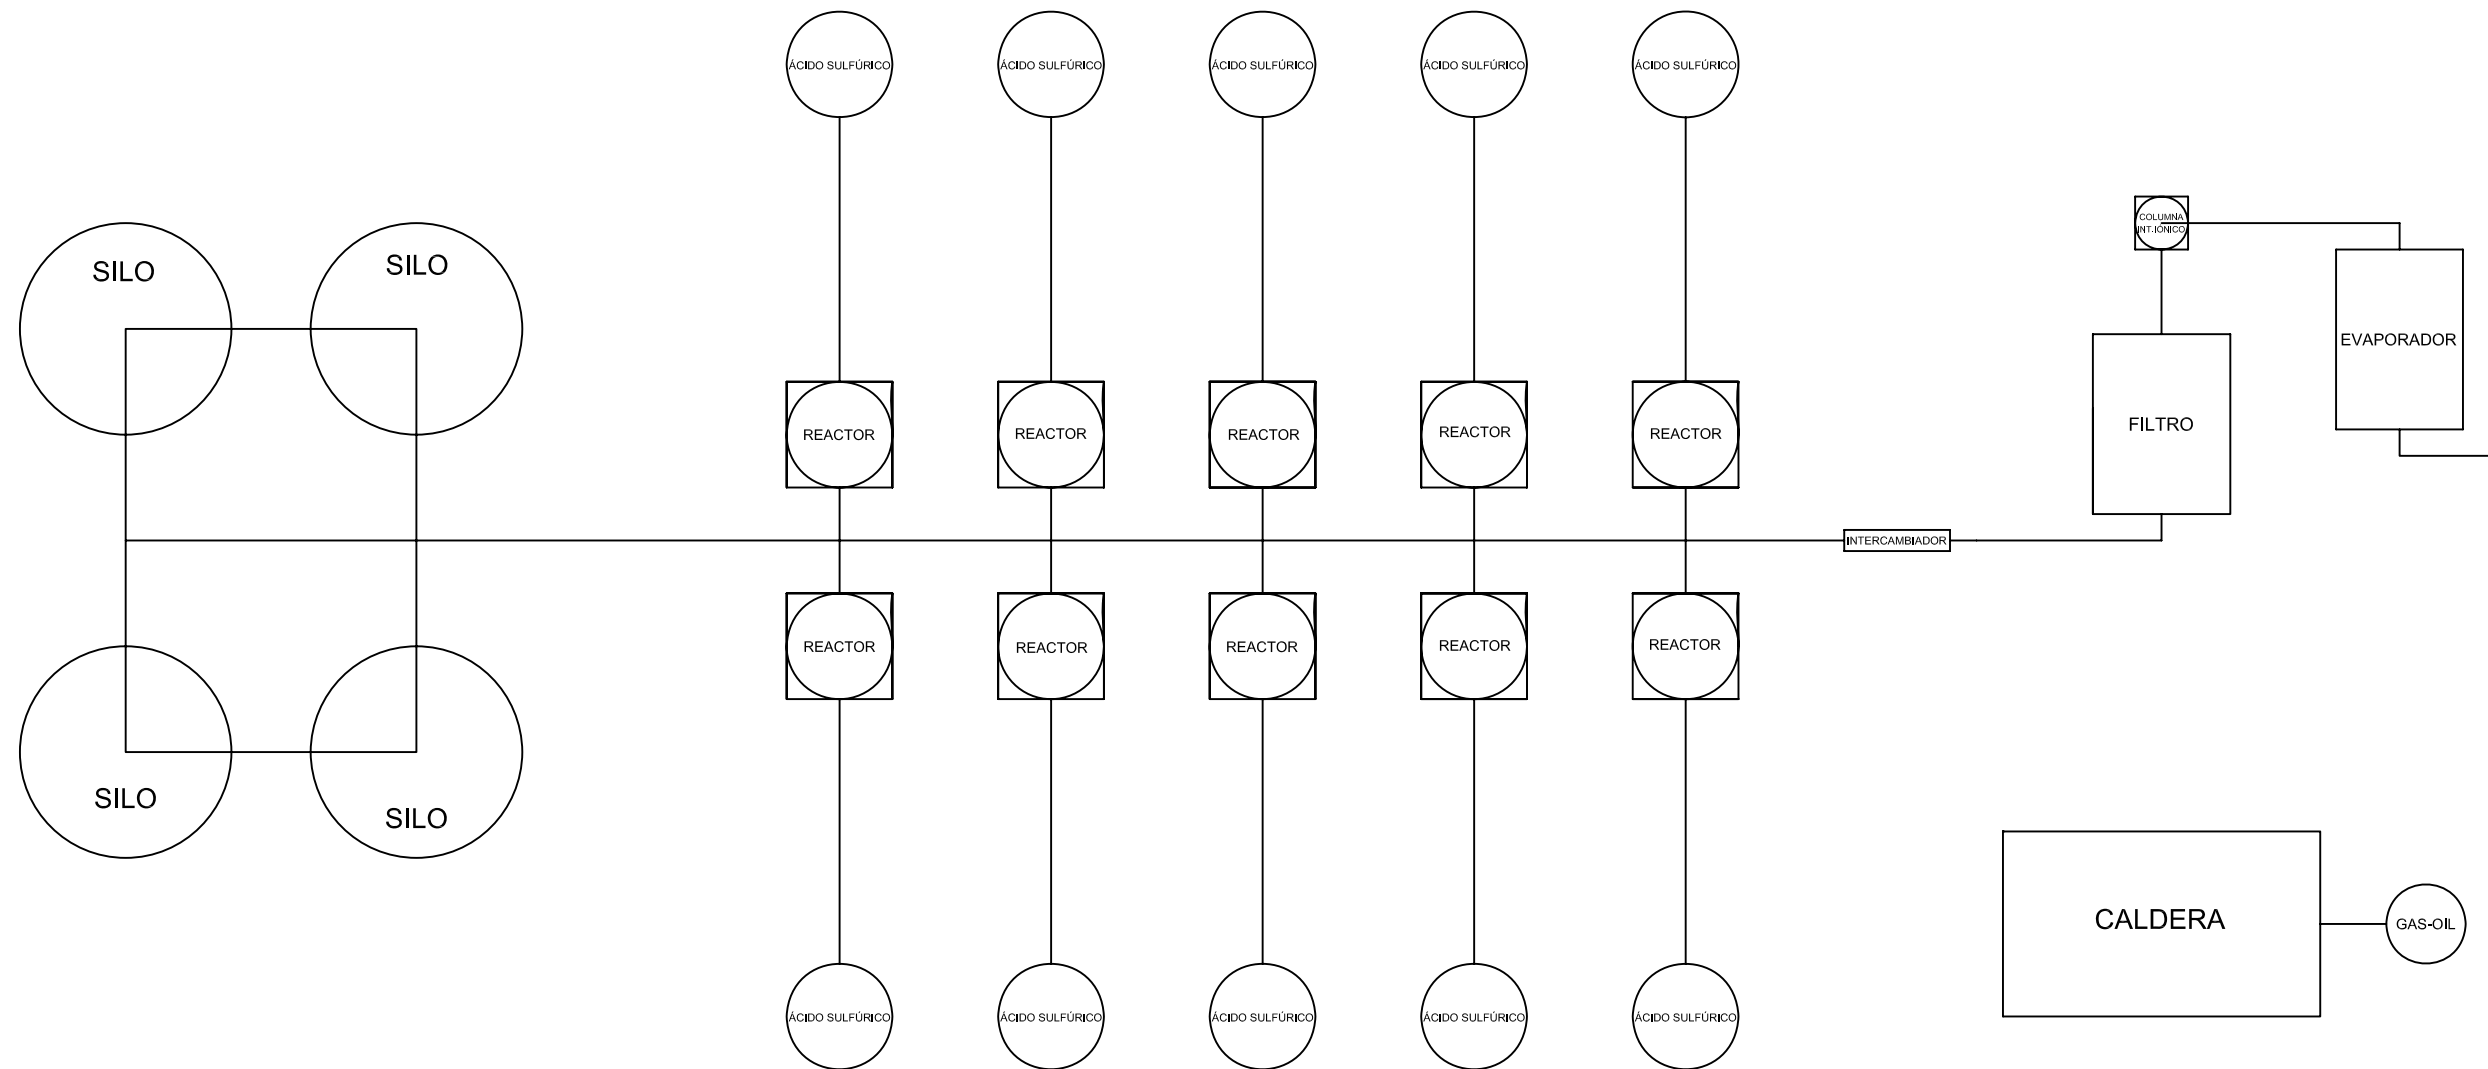 ÁCIDO SULFÚRICO
ÁCIDO SULFÚRICO
ÁCIDO SULFÚRICO
ÁCIDO SULFÚRICO
ÁCIDO SULFÚRICO
COLUMNA
INT.IÓNICO
SILO
SILO
EVAPORADOR
FILTRO
REACTOR
REACTOR
REACTOR
REACTOR
REACTOR
INTERCAMBIADOR
REACTOR
REACTOR
REACTOR
REACTOR
REACTOR
SILO
SILO
CALDERA
GAS-OIL
ÁCIDO SULFÚRICO
ÁCIDO SULFÚRICO
ÁCIDO SULFÚRICO
ÁCIDO SULFÚRICO
ÁCIDO SULFÚRICO